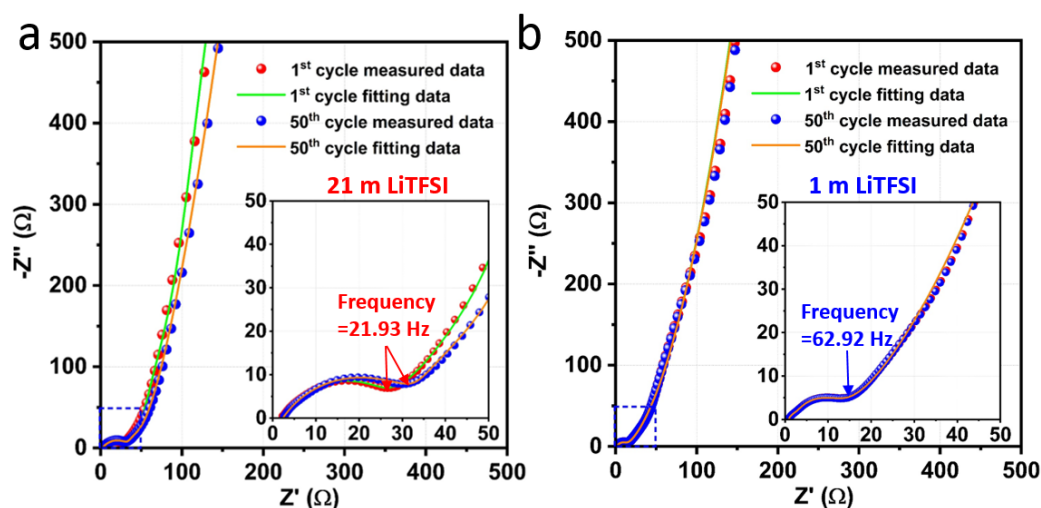 a
500
400
300
200
100
0
-Z" (Ω)
0 100 200 300 400 500
Z' (Ω)
1st cycle measured data
1st cycle fitting data
50th cycle measured data
50th cycle fitting data
21 m LiTFSI
50
40
30
20
10
0
0 10 20 30 40 50
Frequency
=21.93 Hz
b
500
400
300
200
100
0
-Z" (Ω)
0 100 200 300 400 500
Z' (Ω)
1st cycle measured data
1st cycle fitting data
50th cycle measured data
50th cycle fitting data
1 m LiTFSI
50
40
30
20
10
0
0 10 20 30 40 50
Frequency
=62.92 Hz